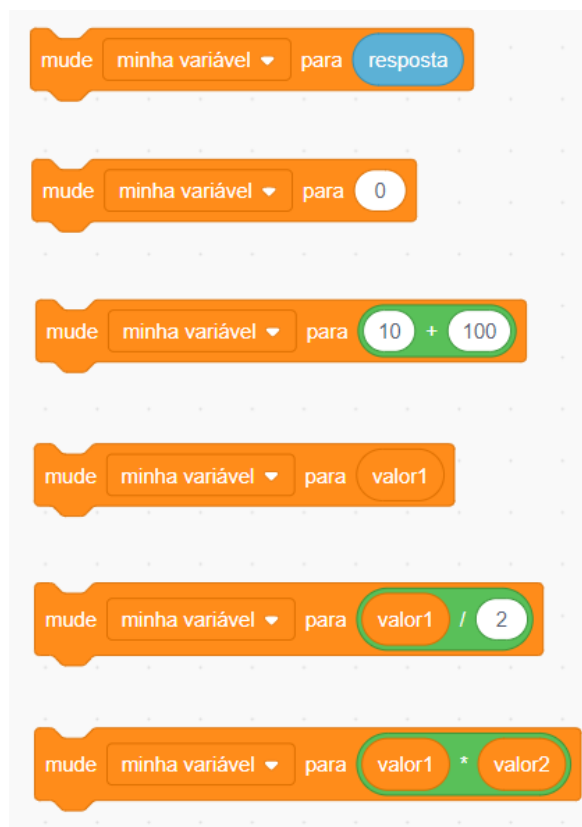 mude minha variável para resposta
mude minha variável para 0
mude minha variável para 10 + 100
mude minha variável para valor1
mude minha variável para valor1 / 2
mude minha variável para valor1 * valor2